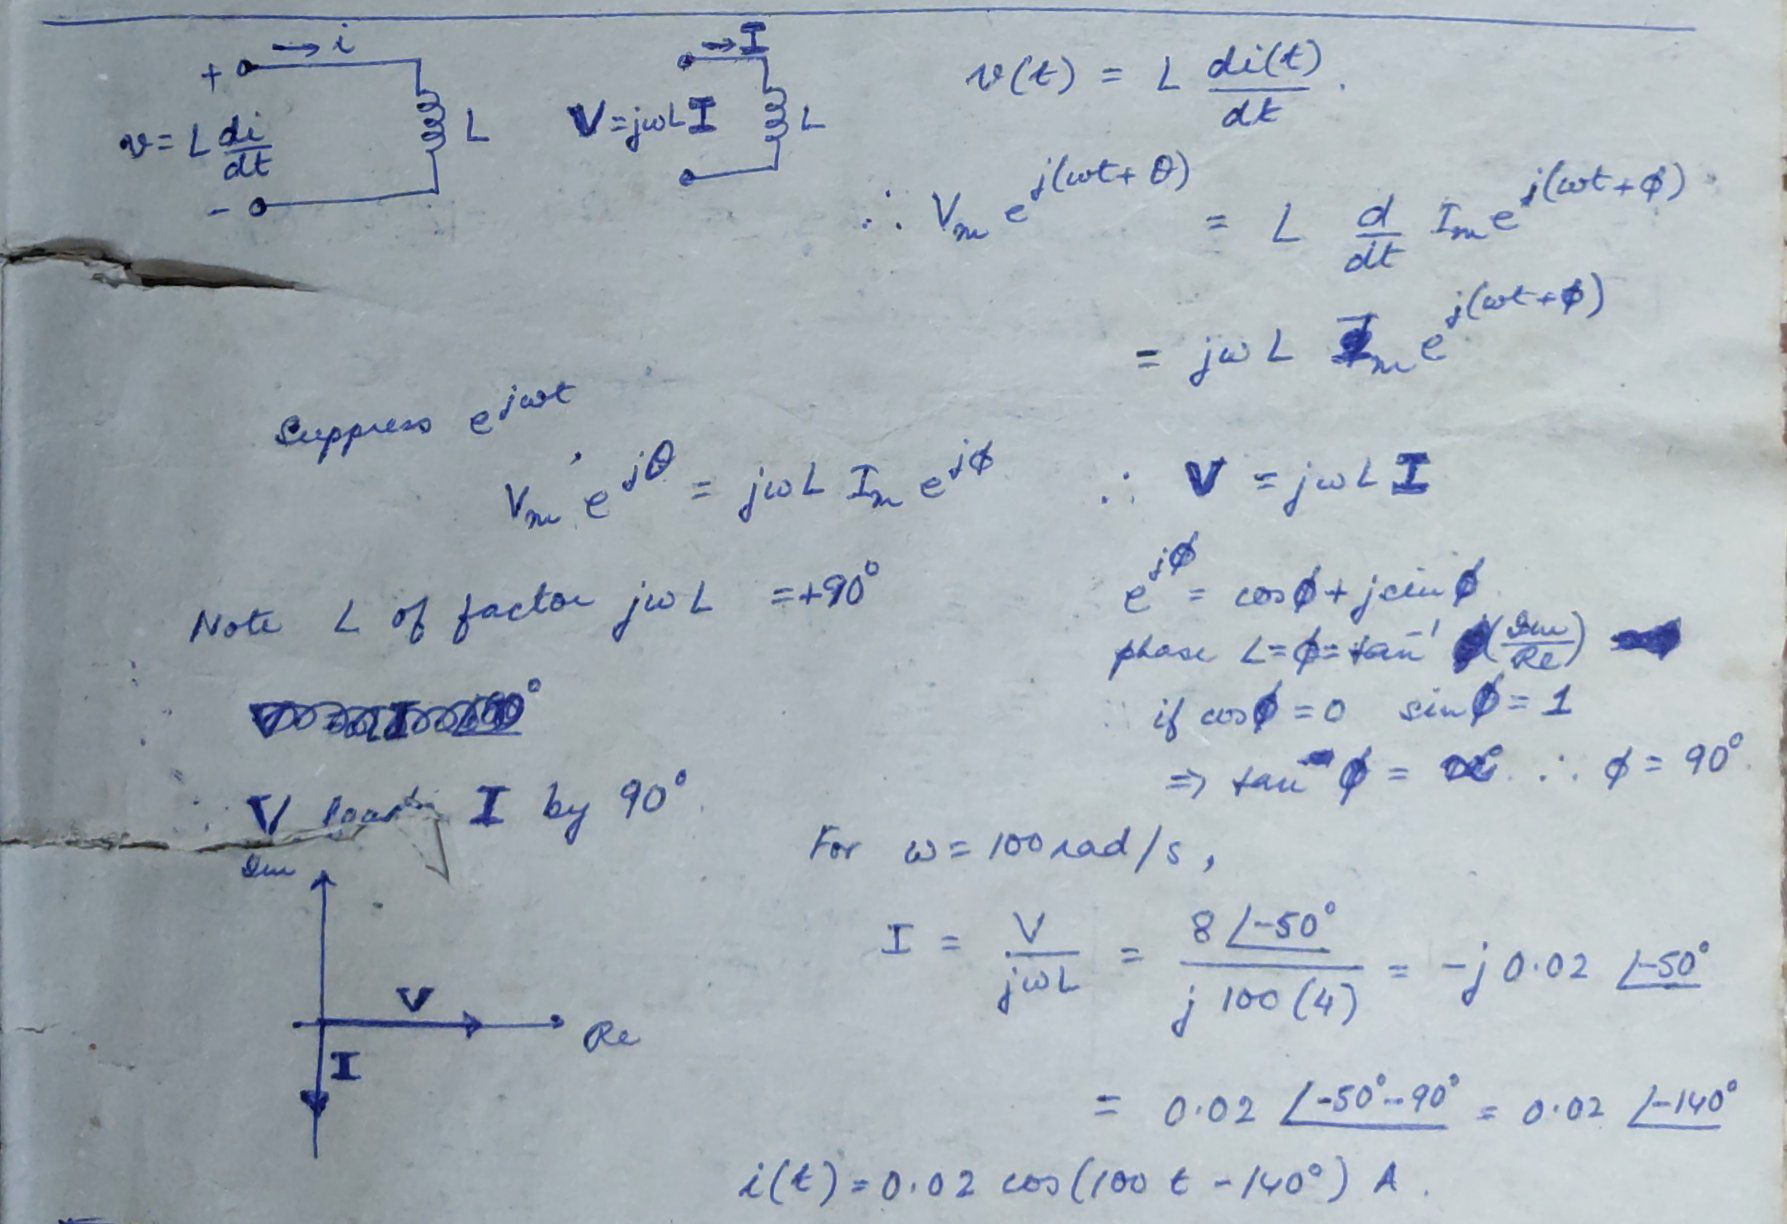 + → i
v = L di/dt
L
-
→ I
V = jωL I
L
v(t) = L di(t)/dt.
∴ Vm e^j(ωt+θ) = L d/dt Im e^j(ωt+φ)
= jωL Im e^j(ωt+φ)
Suppress e^jωt
Vm e^jθ = jωL Im e^jφ ∴ V = jωL I
Note ∠ of factor jωL = +90°
e^jφ = cosφ + jsinφ
phase ∠ = φ = tan^-1 (Im/Re)
if cosφ = 0 sinφ = 1
⇒ tan φ = ∝ ∴ φ = 90°.
V I by 90°.
Im
V
Re
I
For ω = 100 rad/s,
I = V/jωL = 8 ∠-50°/j 100(4) = -j 0.02 ∠-50°
= 0.02 ∠-50°-90° = 0.02 ∠-140°
i(t) = 0.02 cos(100 t - 140°) A.